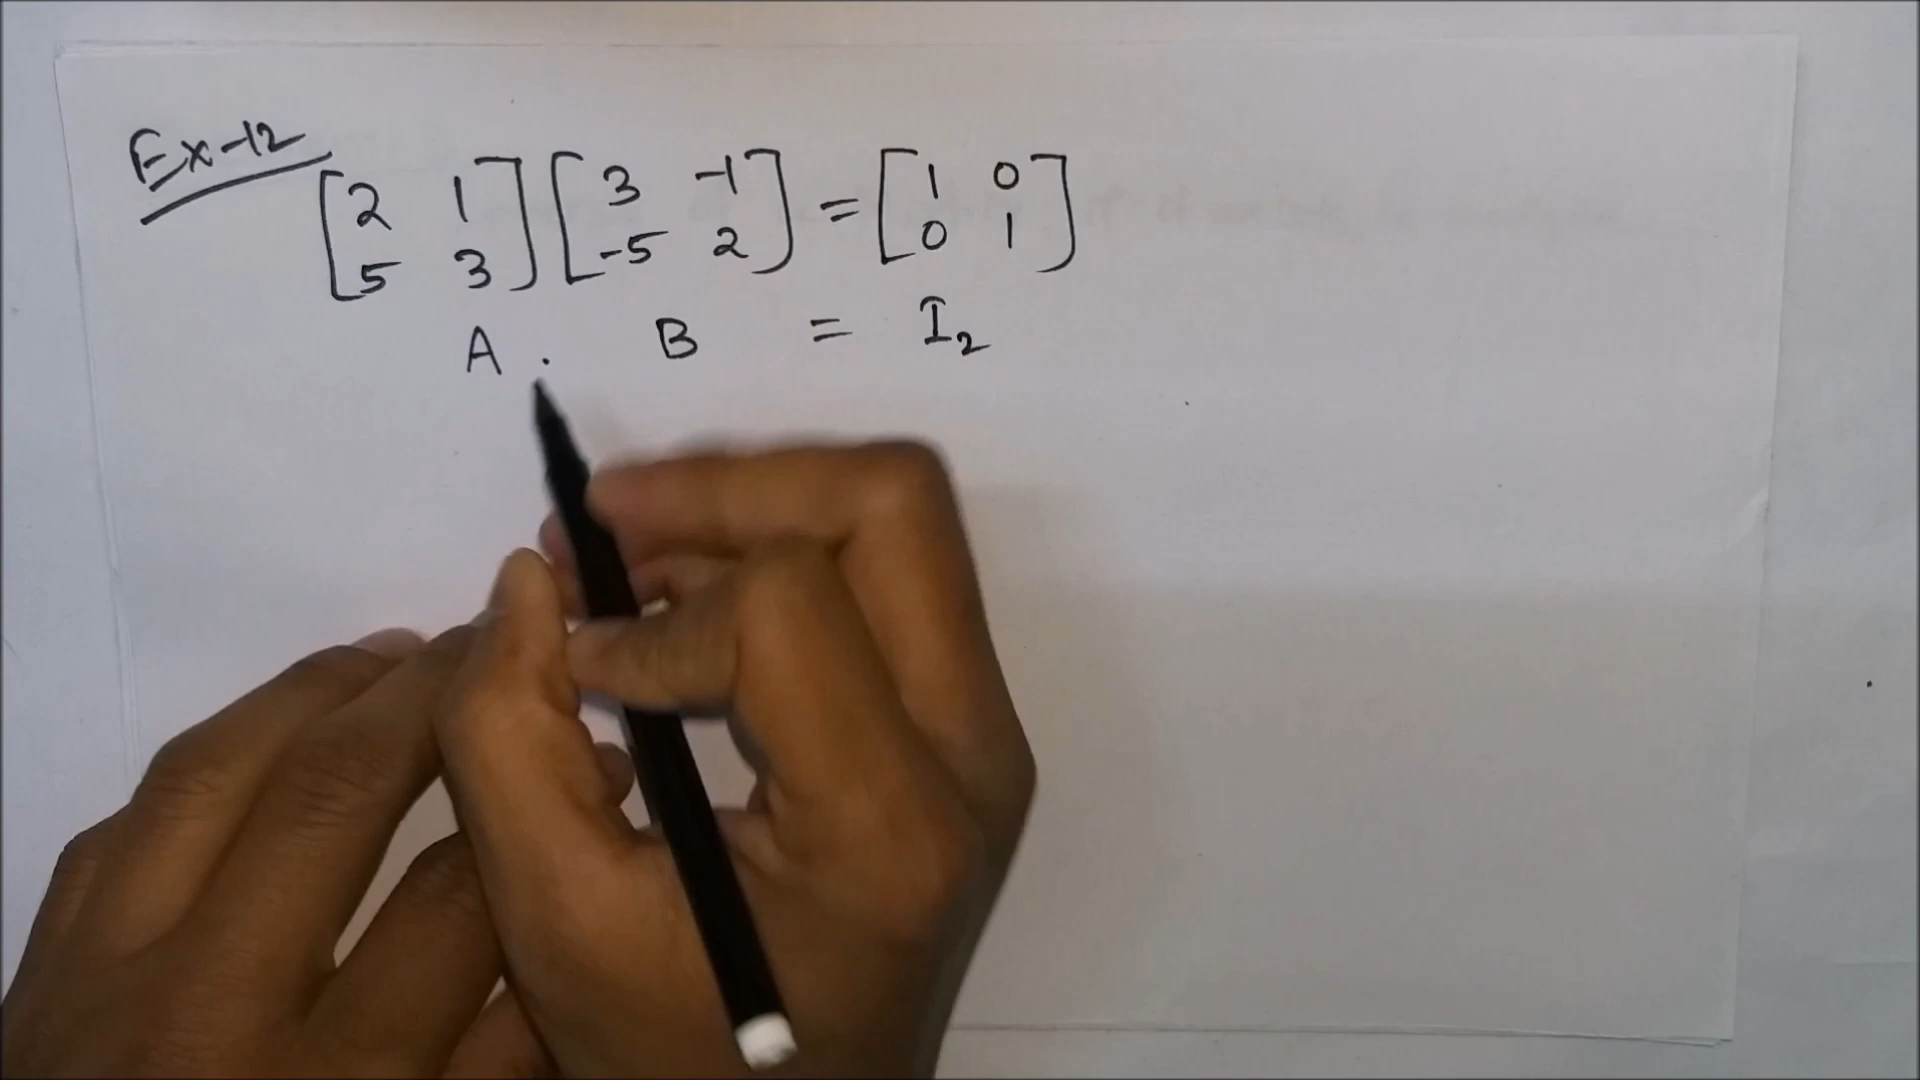 Ex-12
[2 1] [3 -1] = [1 0]
[5 3] [-5 2] [0 1]
A . B = I₂